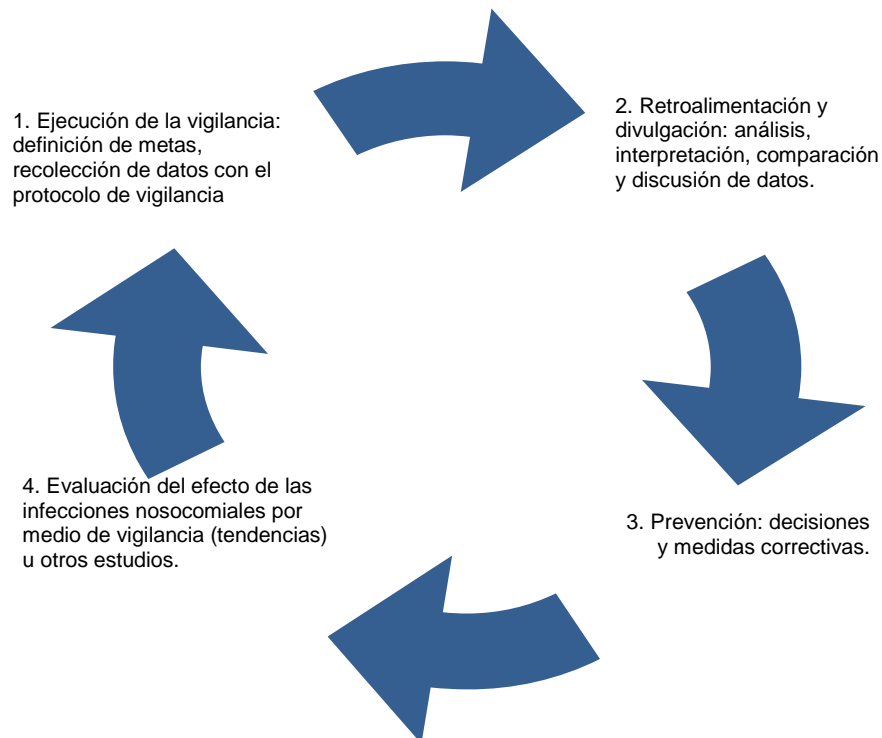 1. Ejecución de la vigilancia:
definición de metas,
recolección de datos con el
protocolo de vigilancia
2. Retroalimentación y
divulgación: análisis,
interpretación, comparación
y discusión de datos.
3. Prevención: decisiones
y medidas correctivas.
4. Evaluación del efecto de las
infecciones nosocomiales por
medio de vigilancia (tendencias)
u otros estudios.